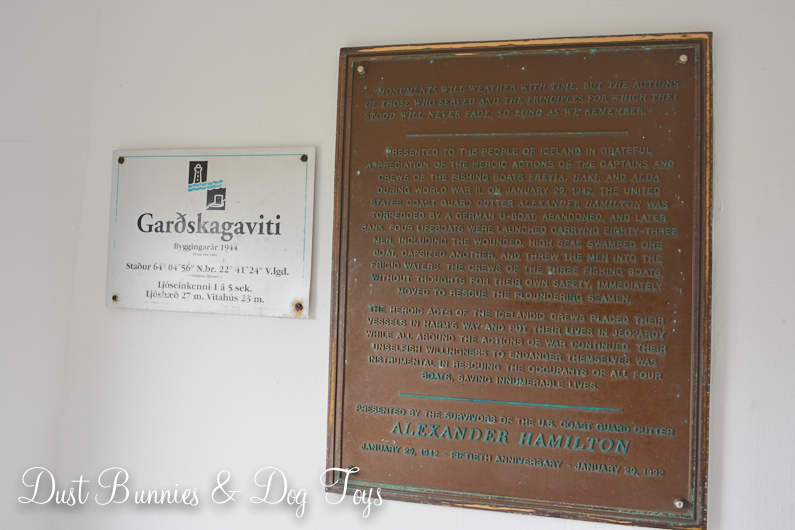 Garðskagaviti
Byggingarár 1944
Staður 64° 04'56" N.br. 22° 41'24" V.lgd.
Ljóseinkenni 1 á 5 sek.
Ljóshæð 27 m. Vitahús 23 m.
"MONUMENTS WILL WEATHER WITH TIME, BUT THE ACTIONS
OF THOSE WHO SERVED AND THE PRINCIPLES FOR WHICH THEY
STOOD WILL NEVER FADE, SO LONG AS WE REMEMBER."
PRESENTED TO THE PEOPLE OF ICELAND IN GRATEFUL
APPRECIATION OF THE HEROIC ACTIONS OF THE CAPTAINS AND
CREWS OF THE FISHING BOATS FREYIA, HAKI, AND ALDA
DURING WORLD WAR II. ON JANUARY 29, 1942, THE UNITED
STATES COAST GUARD CUTTER ALEXANDER HAMILTON WAS
TORPEDOED BY A GERMAN U-BOAT, ABANDONED, AND LATER
SANK. FOUR LIFEBOATS WERE LAUNCHED CARRYING EIGHTY-THREE
MEN, INCLUDING THE WOUNDED. HIGH SEAS SWAMPED ONE
BOAT, CAPSIZED ANOTHER, AND THREW THE MEN INTO THE
FRIGID WATERS. THE CREWS OF THE THREE FISHING BOATS,
WITHOUT THOUGHTS FOR THEIR OWN SAFETY, IMMEDIATELY
MOVED TO RESCUE THE FLOUNDERING SEAMEN.
THE HEROIC ACTS OF THE ICELANDIC CREWS PLACED THEIR
VESSELS IN HARM'S WAY AND PUT THEIR LIVES IN JEOPARDY
WHILE ALL AROUND THE ACTIONS OF WAR CONTINUED. THEIR
UNSELFISH WILLINGNESS TO ENDANGER THEMSELVES WAS
INSTRUMENTAL IN RESCUING THE OCCUPANTS OF ALL FOUR
BOATS, SAVING INNUMERABLE LIVES.
PRESENTED BY THE SURVIVORS OF THE U.S. COAST GUARD CUTTER
ALEXANDER HAMILTON
JANUARY 29, 1942 - FIFTIETH ANNIVERSARY - JANUARY 29, 1992
Dust Bunnies & Dog Toys